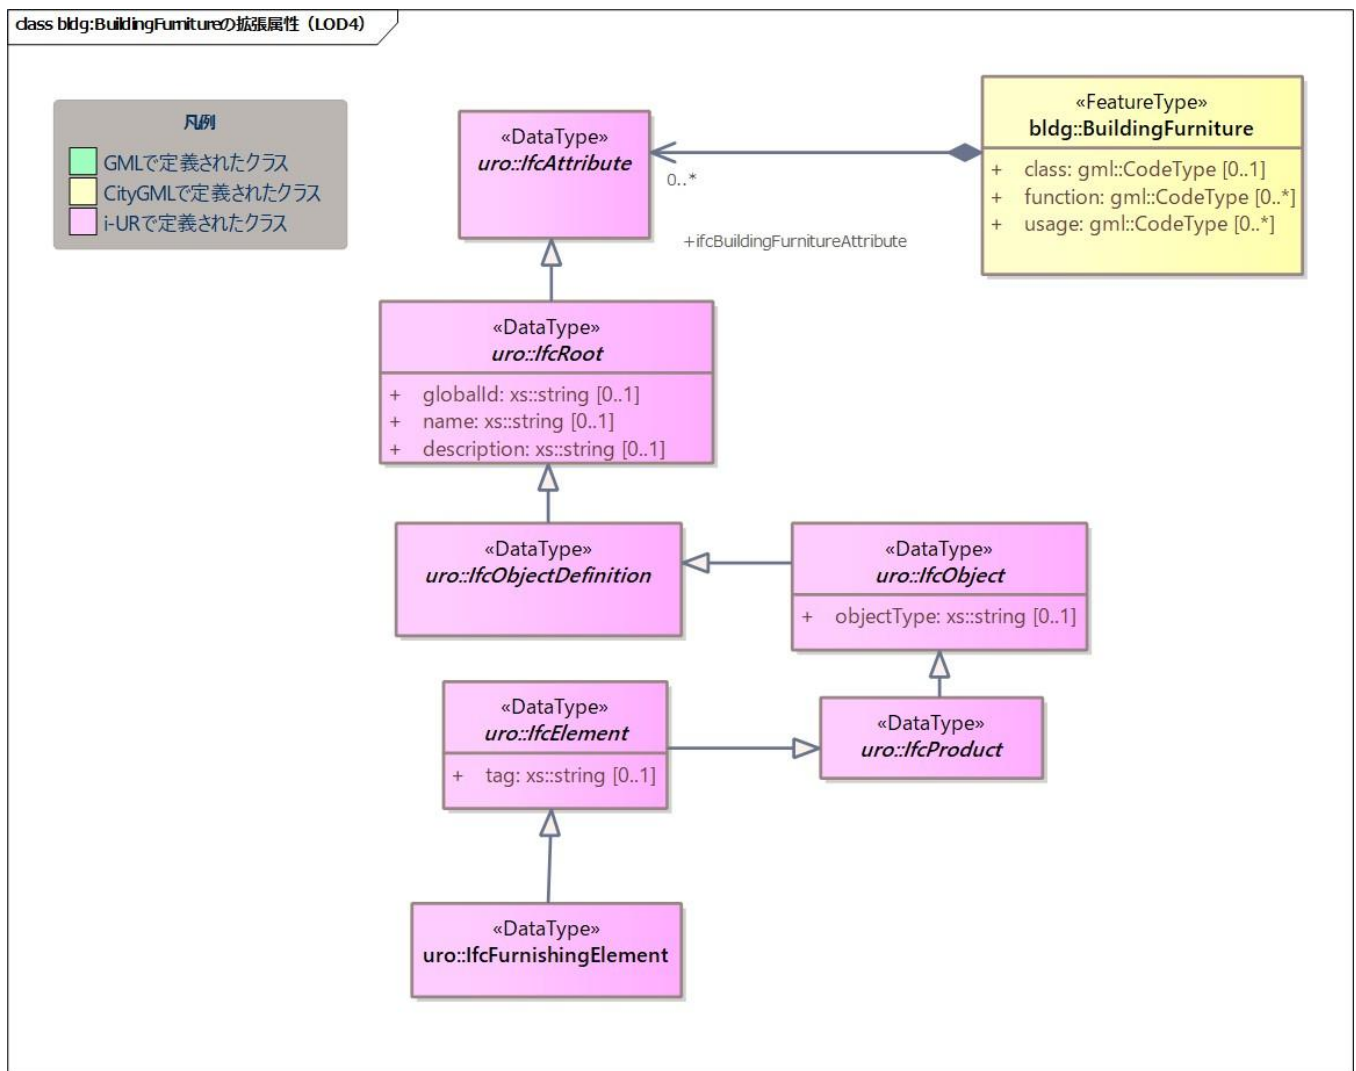 class bldg:BuildingFurnitureの拡張属性（LOD4）
凡例
GMLで定義されたクラス
CityGMLで定義されたクラス
i-URで定義されたクラス
«DataType»
uro::IfcAttribute
0..*
+ifcBuildingFurnitureAttribute
«FeatureType»
bldg::BuildingFurniture
+ class: gml::CodeType [0..1]
+ function: gml::CodeType [0..*]
+ usage: gml::CodeType [0..*]
«DataType»
uro::IfcRoot
+ globalId: xs::string [0..1]
+ name: xs::string [0..1]
+ description: xs::string [0..1]
«DataType»
uro::IfcObjectDefinition
«DataType»
uro::IfcObject
+ objectType: xs::string [0..1]
«DataType»
uro::IfcElement
+ tag: xs::string [0..1]
«DataType»
uro::IfcProduct
«DataType»
uro::IfcFurnishingElement